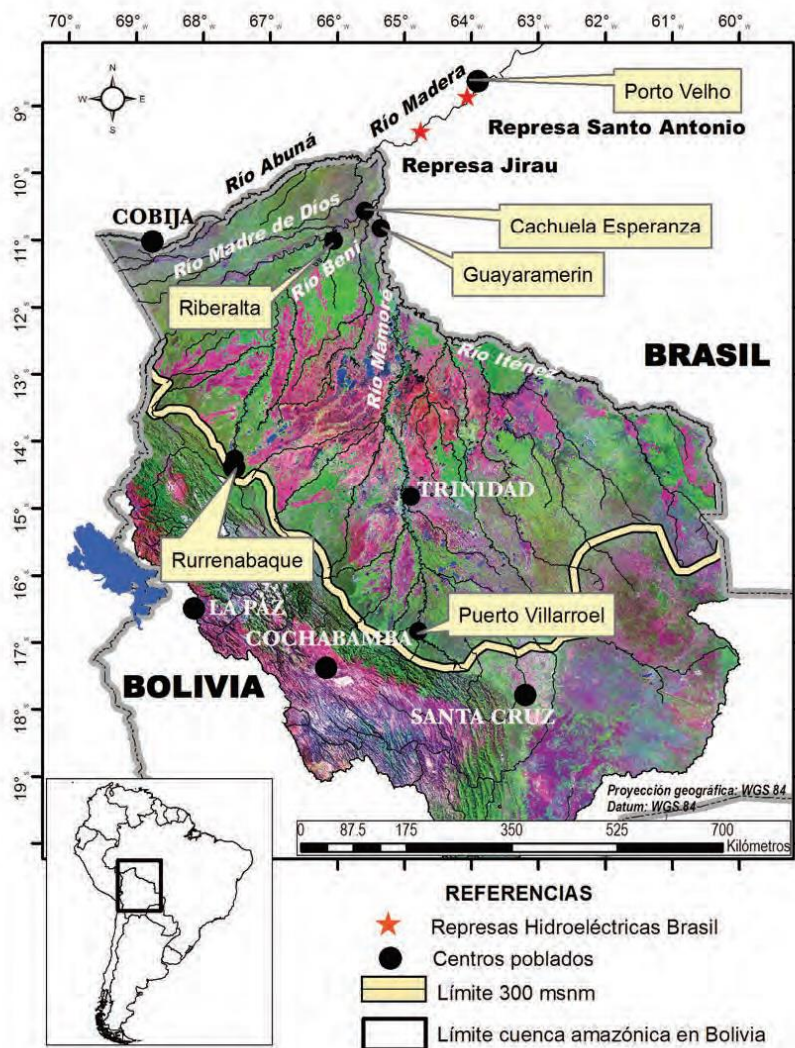 70° 68° 67° 66° 65° 64° 63° 62° 61° 60°
W W W W W W W W W W
N
W E
S
9° 10° 11° 12° 13° 14° 15° 16° 17° 18° 19°
Porto Velho
Río Madera
Represa Santo Antonio
Represa Jirau
Río Abuná
COBIJA
Río Madre de Díos
Cachuela Esperanza
Guayaramerin
Riberalta
Río Beni
Río Mamoré
Río Iténez
BRASIL
TRINIDAD
Rurrenabaque
LA PAZ
Puerto Villarroel
COCHABAMBA
BOLIVIA
SANTA CRUZ
Proyección geográfica: WGS 84
Datum: WGS 84
0 87.5 175 350 525 700
Kilómetros
REFERENCIAS
Represas Hidroeléctricas Brasil
Centros poblados
Límite 300 msnm
Límite cuenca amazónica en Bolivia